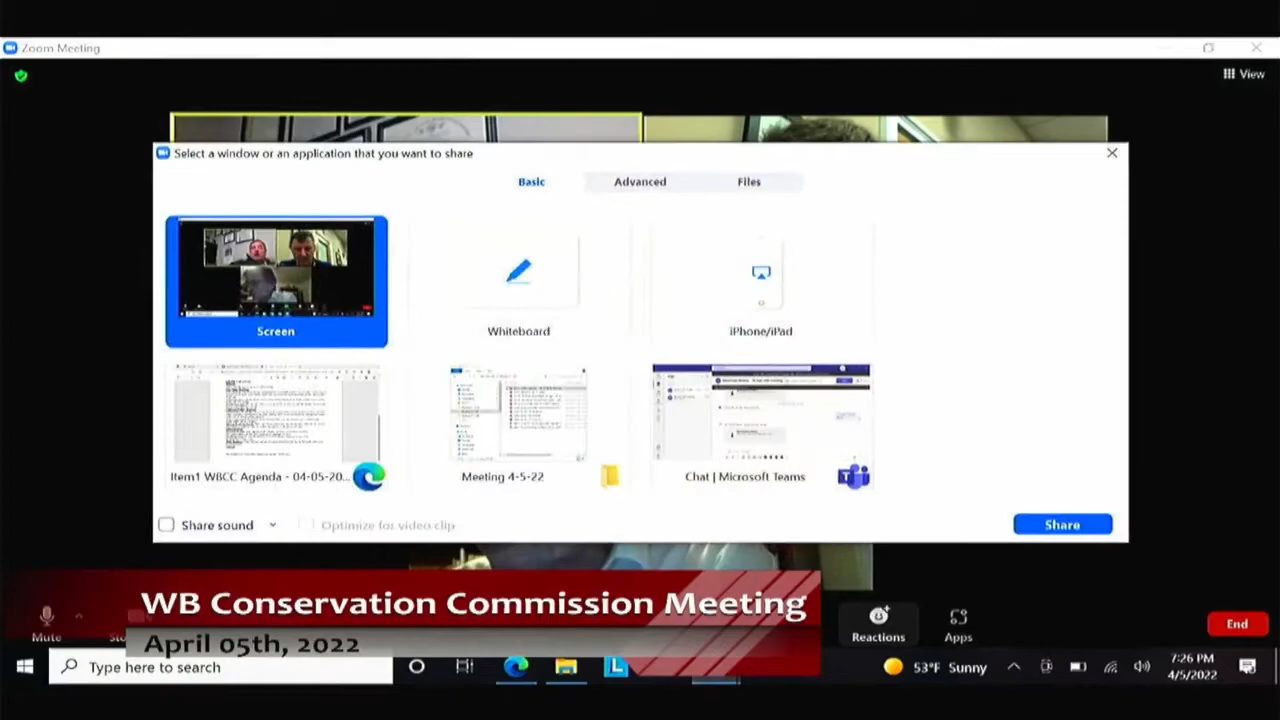 Zoom Meeting
View
Select a window or an application that you want to share
Basic
Advanced
Files
Screen
Whiteboard
iPhone/iPad
Item1 WBCC Agenda - 04-05-20...
Meeting 4-5-22
Chat | Microsoft Teams
Share sound
Optimize for video clip
Share
WB Conservation Commission Meeting
April 05th, 2022
Mute
Reactions
Apps
End
Type here to search
53°F Sunny
7:26 PM
4/5/2022